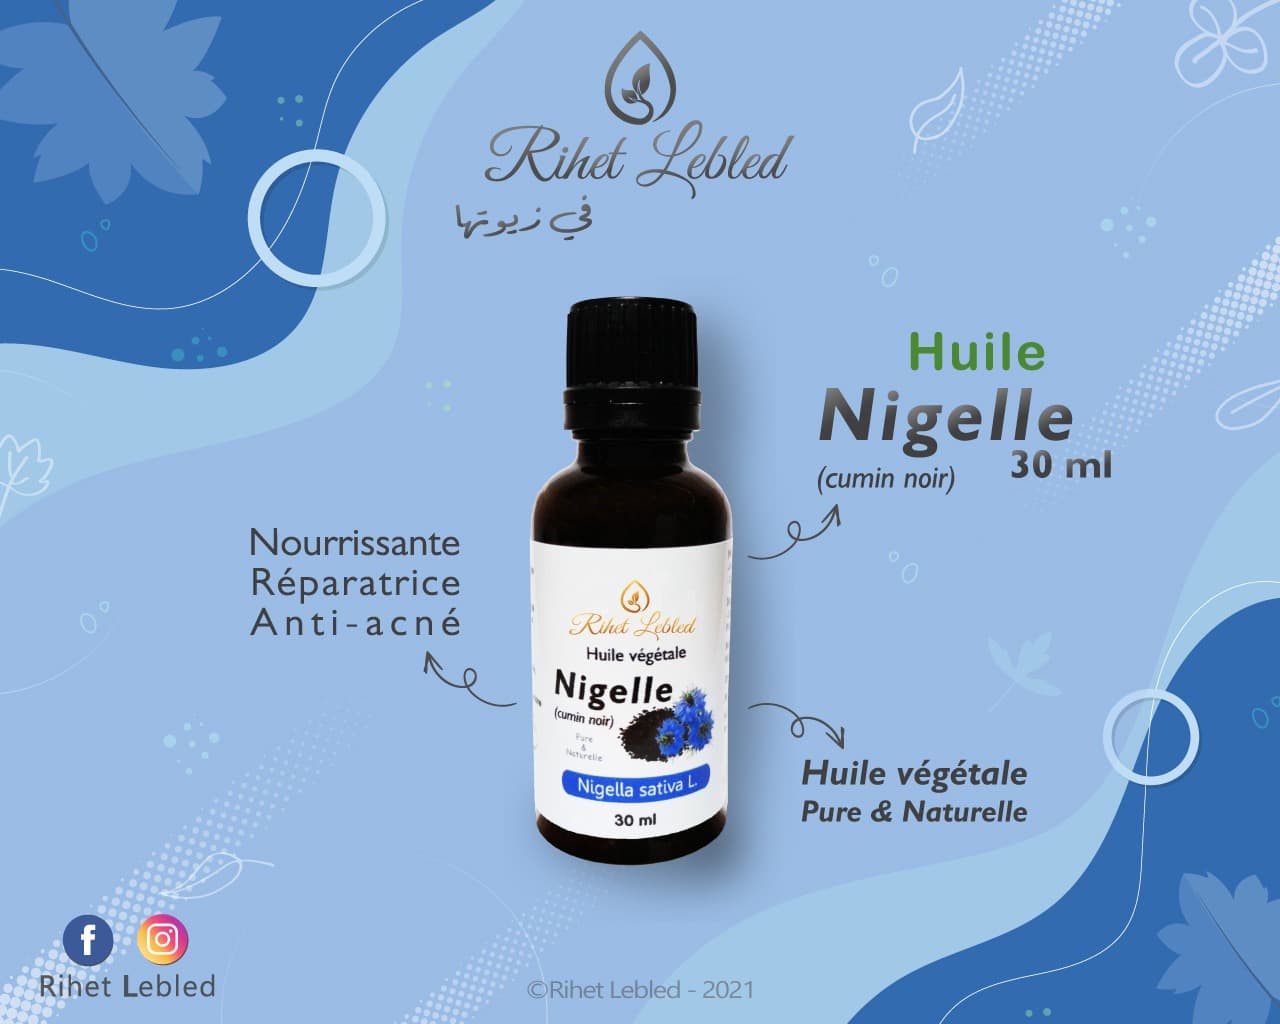 Rihet Lebled
في زيوتها
Huile
Nigelle
(cumin noir)
30 ml
Nourrissante
Réparatrice
Anti-acné
Rihet Lebled
Huile végétale
Nigelle
(cumin noir)
Pure
&
Naturelle
Nigella sativa L.
30 ml
Huile végétale
Pure & Naturelle
Rihet Lebled
©Rihet Lebled - 2021